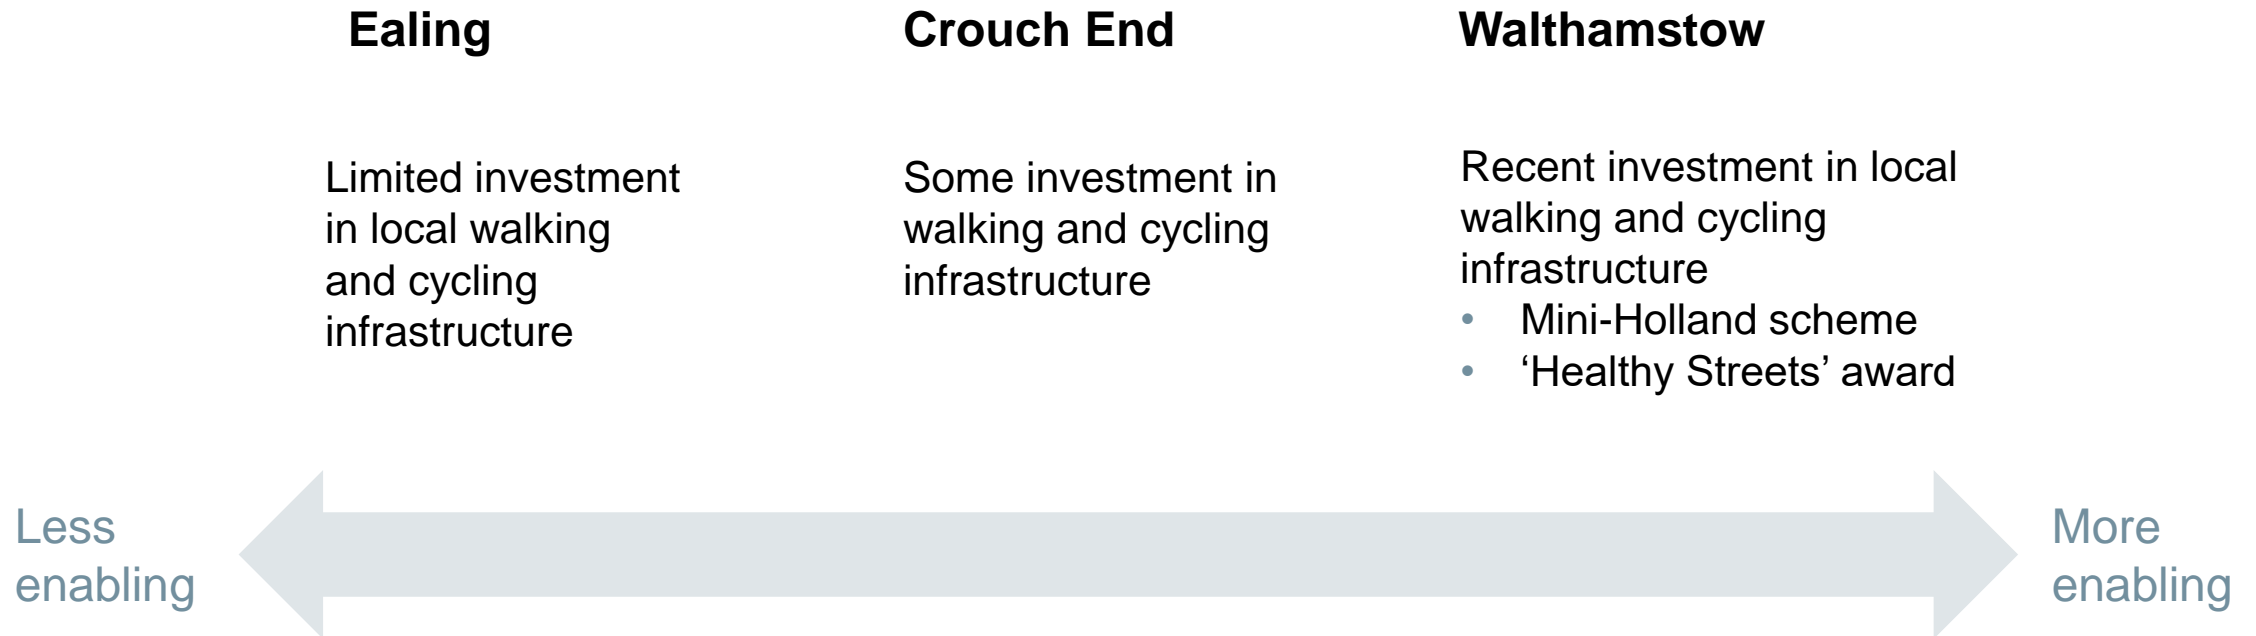 Ealing
Crouch End
Walthamstow
Limited investment
in local walking
and cycling
infrastructure
Some investment in
walking and cycling
infrastructure
Recent investment in local
walking and cycling
infrastructure
• Mini-Holland scheme
• ‘Healthy Streets’ award
Less
enabling
More
enabling